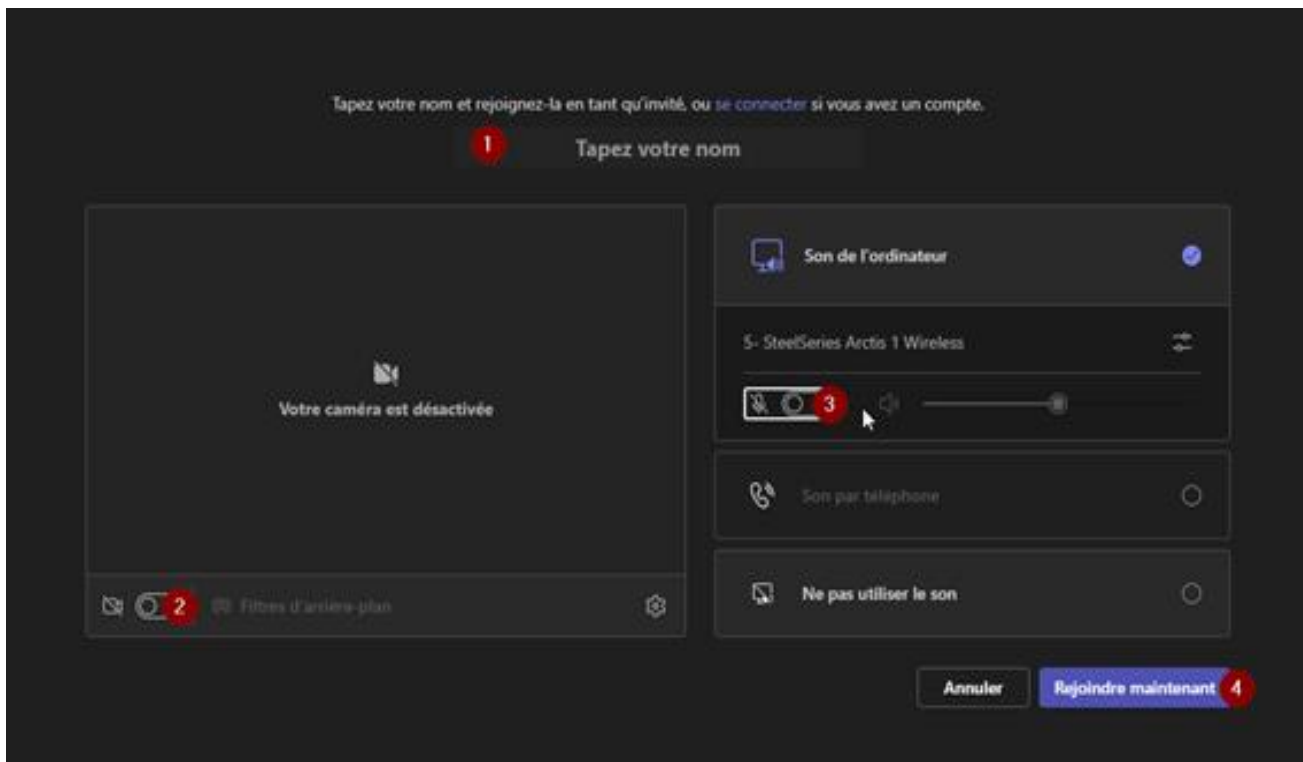 Tapez votre nom et rejoignez-la en tant qu'invité, ou se connecter si vous avez un compte.
1 Tapez votre nom
Votre caméra est désactivée
2 Filtres d'arrière-plan
Son de l'ordinateur
5- SteelSeries Arctis 1 Wireless
3
Son par téléphone
Ne pas utiliser le son
Annuler
Rejoindre maintenant 4